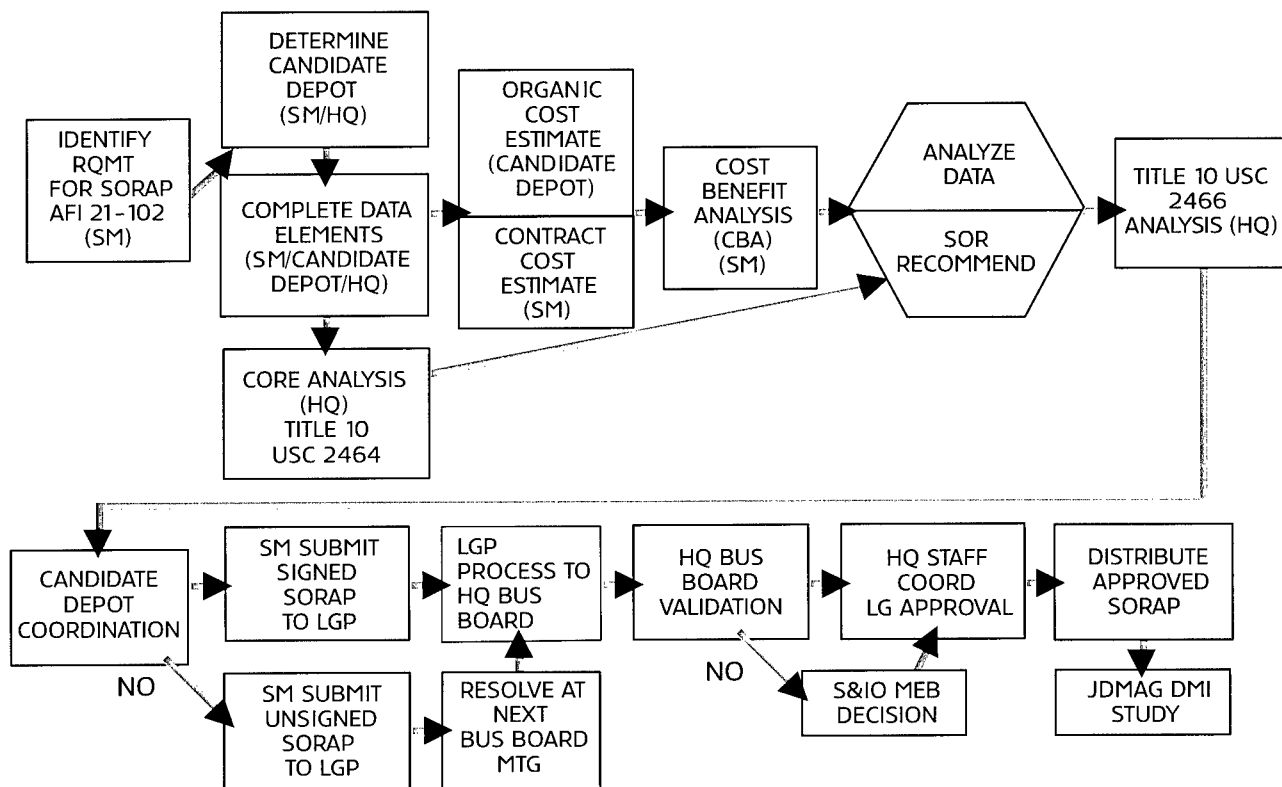 DETERMINE
CANDIDATE
DEPOT
(SM/HQ)
IDENTIFY
RQMT
FOR SORAP
AFI 21-102
(SM)
COMPLETE DATA
ELEMENTS
(SM/CANDIDATE
DEPOT/HQ)
ORGANIC
COST
ESTIMATE
(CANDIDATE
DEPOT)
CONTRACT
COST
ESTIMATE
(SM)
COST
BENEFIT
ANALYSIS
(CBA)
(SM)
ANALYZE
DATA
SOR
RECOMMEND
TITLE 10 USC
2466
ANALYSIS (HQ)
CORE ANALYSIS
(HQ)
TITLE 10
USC 2464
CANDIDATE
DEPOT
COORDINATION
SM SUBMIT
SIGNED
SORAP
TO LGP
LGP
PROCESS TO
HQ BUS
BOARD
HQ BUS
BOARD
VALIDATION
HQ STAFF
COORD
LG APPROVAL
DISTRIBUTE
APPROVED
SORAP
NO
SM SUBMIT
UNSIGNED
SORAP
TO LGP
RESOLVE AT
NEXT
BUS BOARD
MTG
NO
S&IO MEB
DECISION
JDMAG DMI
STUDY